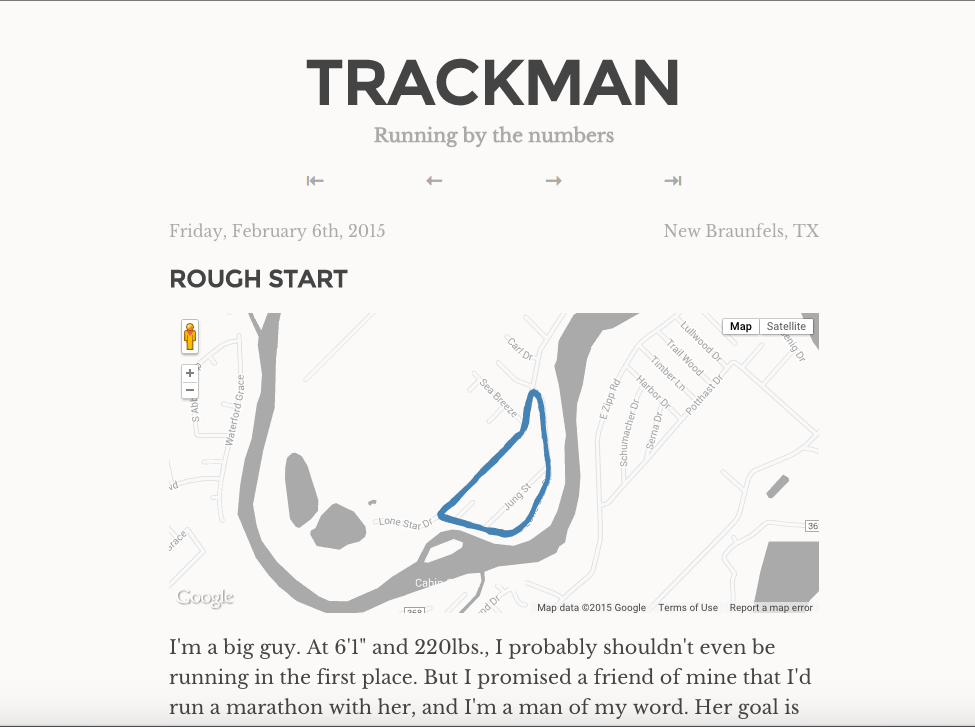 TRACKMAN
Running by the numbers
Friday, February 6th, 2015
New Braunfels, TX
ROUGH START
Map
Satellite
Carl Dr
Sea Breeze
Lullwood Dr
Trail Wood
Timber Ln
Harbor Dr
Potthast Dr
E Zipp Rd
Schumacher Dr
Serna Dr
Waterford Grace
Jung St
Lone Star Dr
Google
368
Map data ©2015 Google
Terms of Use
Report a map error
I'm a big guy. At 6'1" and 220lbs., I probably shouldn't even be
running in the first place. But I promised a friend of mine that I'd
run a marathon with her, and I'm a man of my word. Her goal is